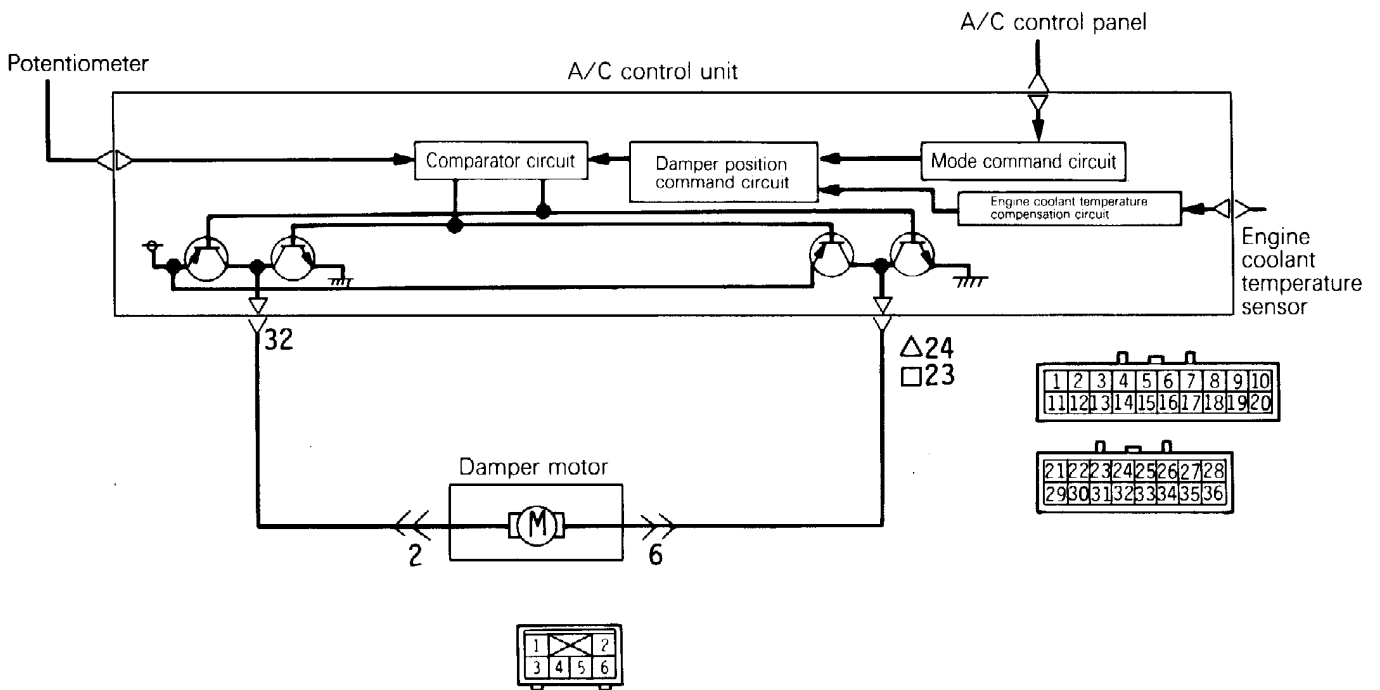 A/C control panel
Potentiometer
A/C control unit
Comparator circuit
Damper position
command circuit
Mode command circuit
Engine coolant temperature
compensation circuit
Engine
coolant
temperature
sensor
32
△24
□23
1 2 3 4 5 6 7 8 9 10
11 12 13 14 15 16 17 18 19 20
21 22 23 24 25 26 27 28
29 30 31 32 33 34 35 36
Damper motor
M
2
6
1 2
3 4 5 6